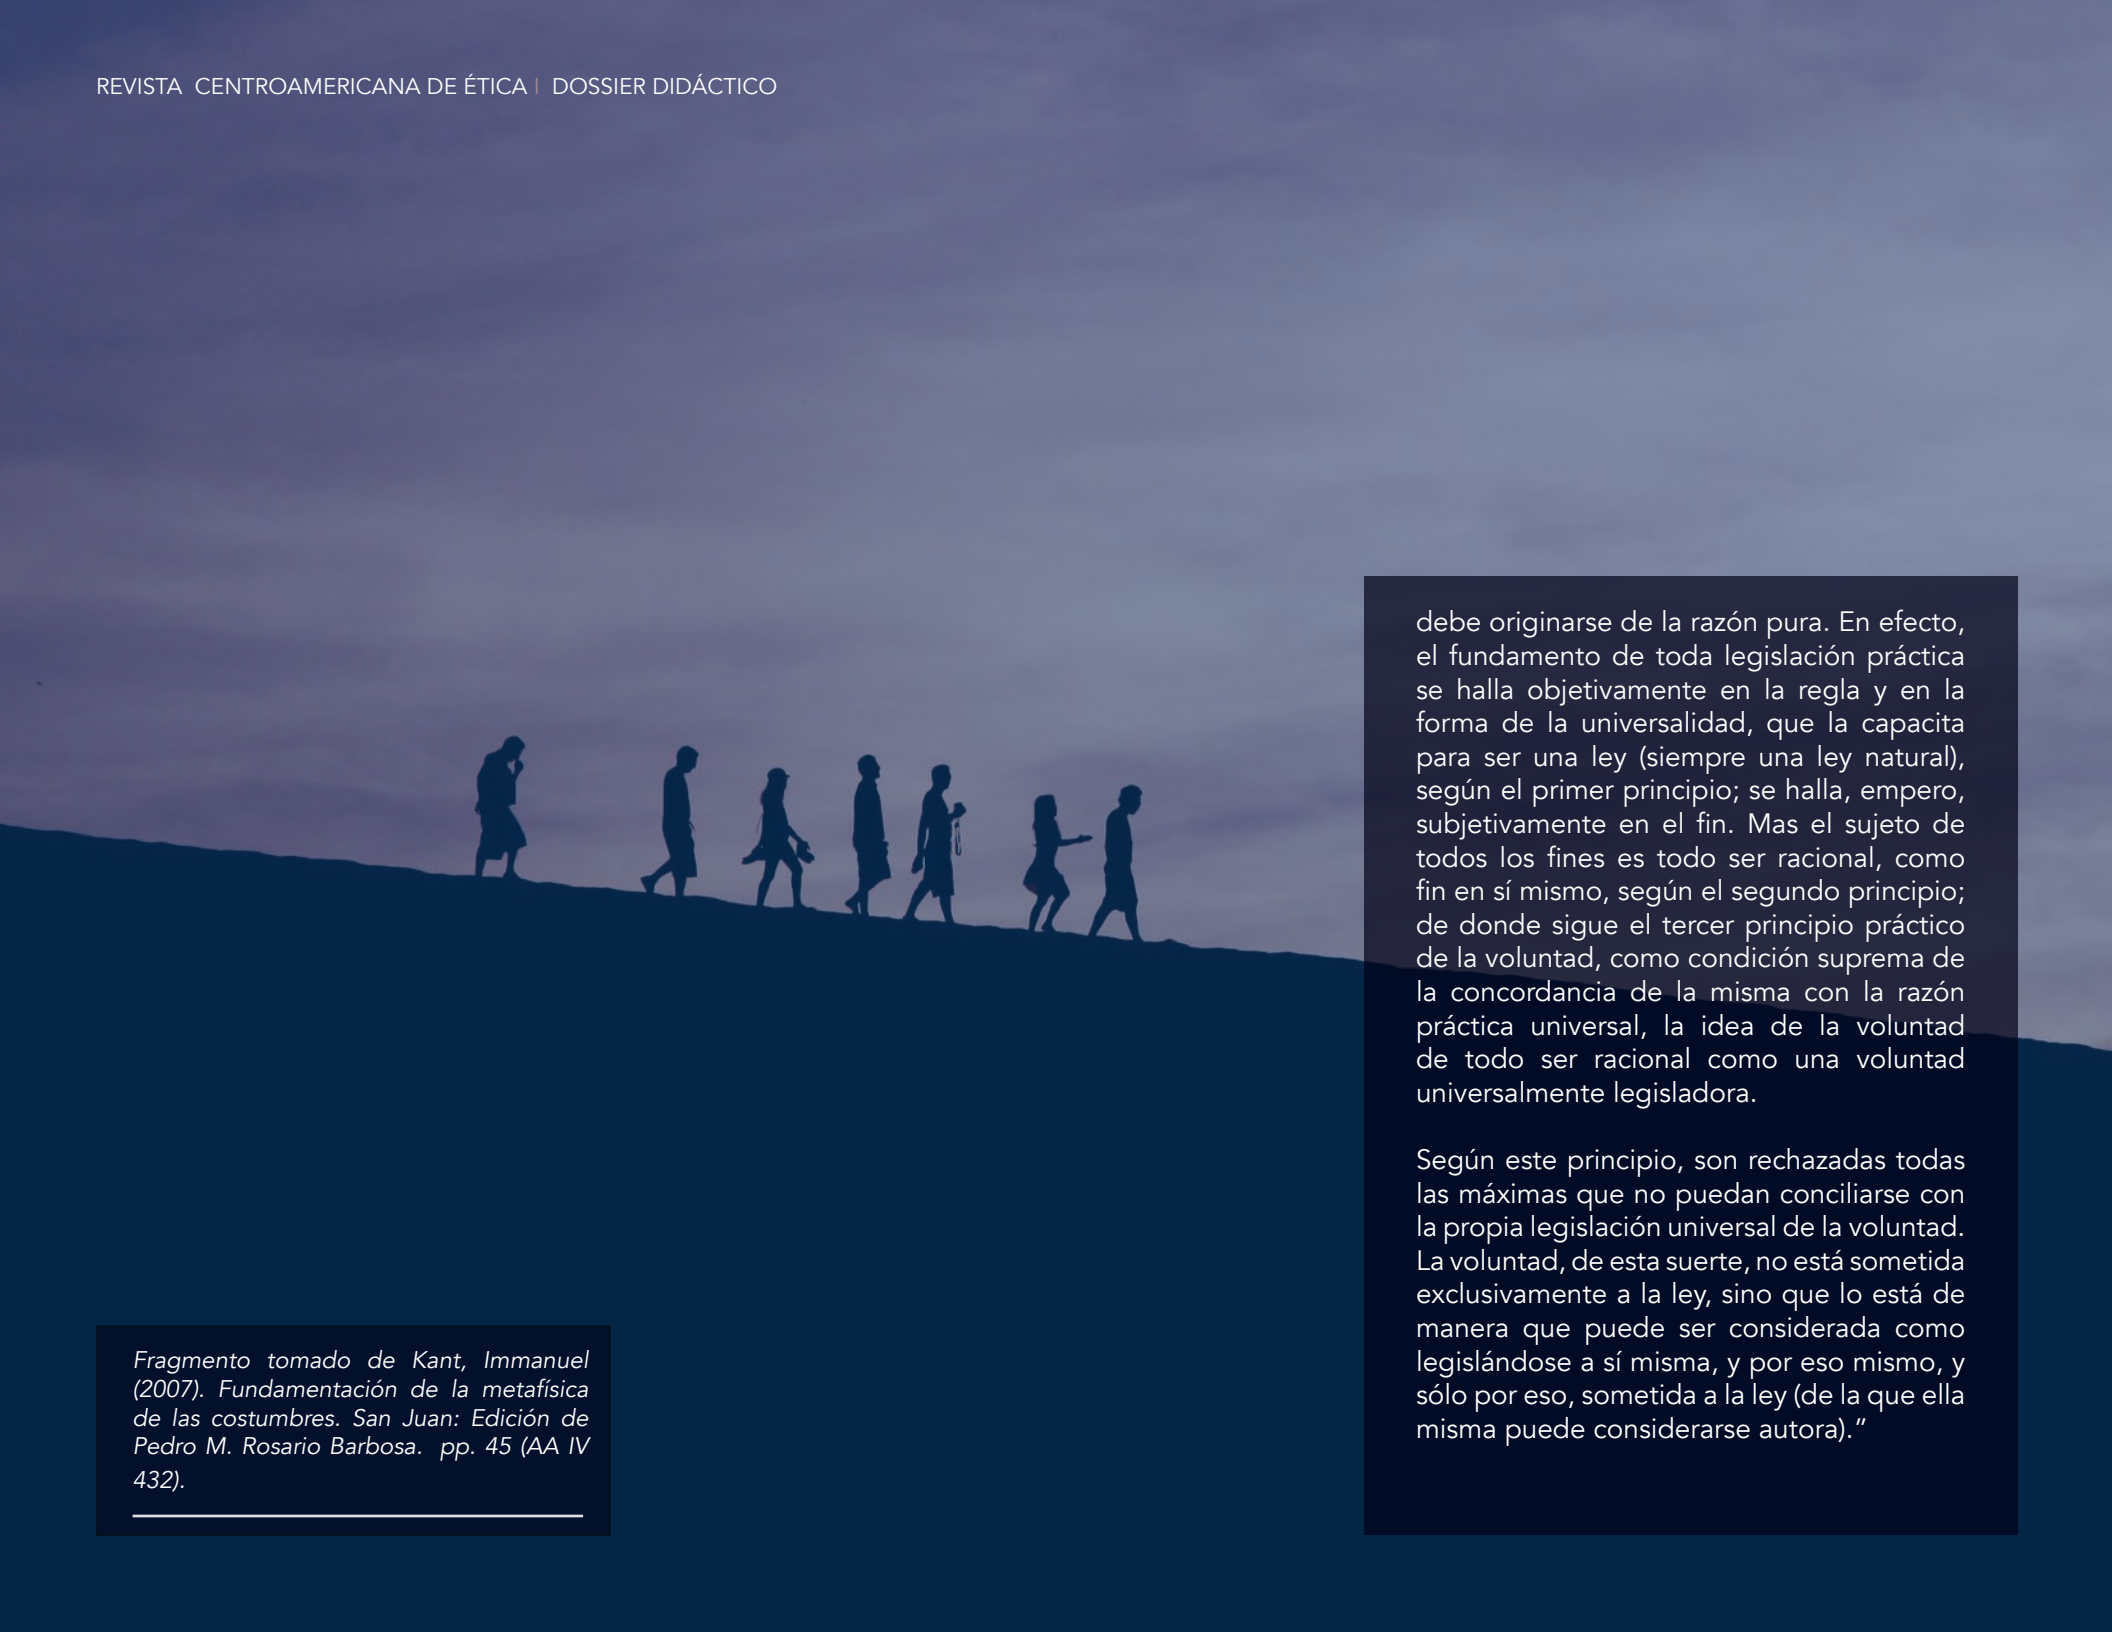 REVISTA CENTROAMERICANA DE ÉTICA | DOSSIER DIDÁCTICO
debe originarse de la razón pura. En efecto,
el fundamento de toda legislación práctica
se halla objetivamente en la regla y en la
forma de la universalidad, que la capacita
para ser una ley (siempre una ley natural),
según el primer principio; se halla, empero,
subjetivamente en el fin. Mas el sujeto de
todos los fines es todo ser racional, como
fin en sí mismo, según el segundo principio;
de donde sigue el tercer principio práctico
de la voluntad, como condición suprema de
la concordancia de la misma con la razón
práctica universal, la idea de la voluntad
de todo ser racional como una voluntad
universalmente legisladora.
Según este principio, son rechazadas todas
las máximas que no puedan conciliarse con
la propia legislación universal de la voluntad.
La voluntad, de esta suerte, no está sometida
exclusivamente a la ley, sino que lo está de
manera que puede ser considerada como
legislándose a sí misma, y por eso mismo, y
sólo por eso, sometida a la ley (de la que ella
misma puede considerarse autora).”
Fragmento tomado de Kant, Immanuel
(2007). Fundamentación de la metafísica
de las costumbres. San Juan: Edición de
Pedro M. Rosario Barbosa. pp. 45 (AA IV
432).